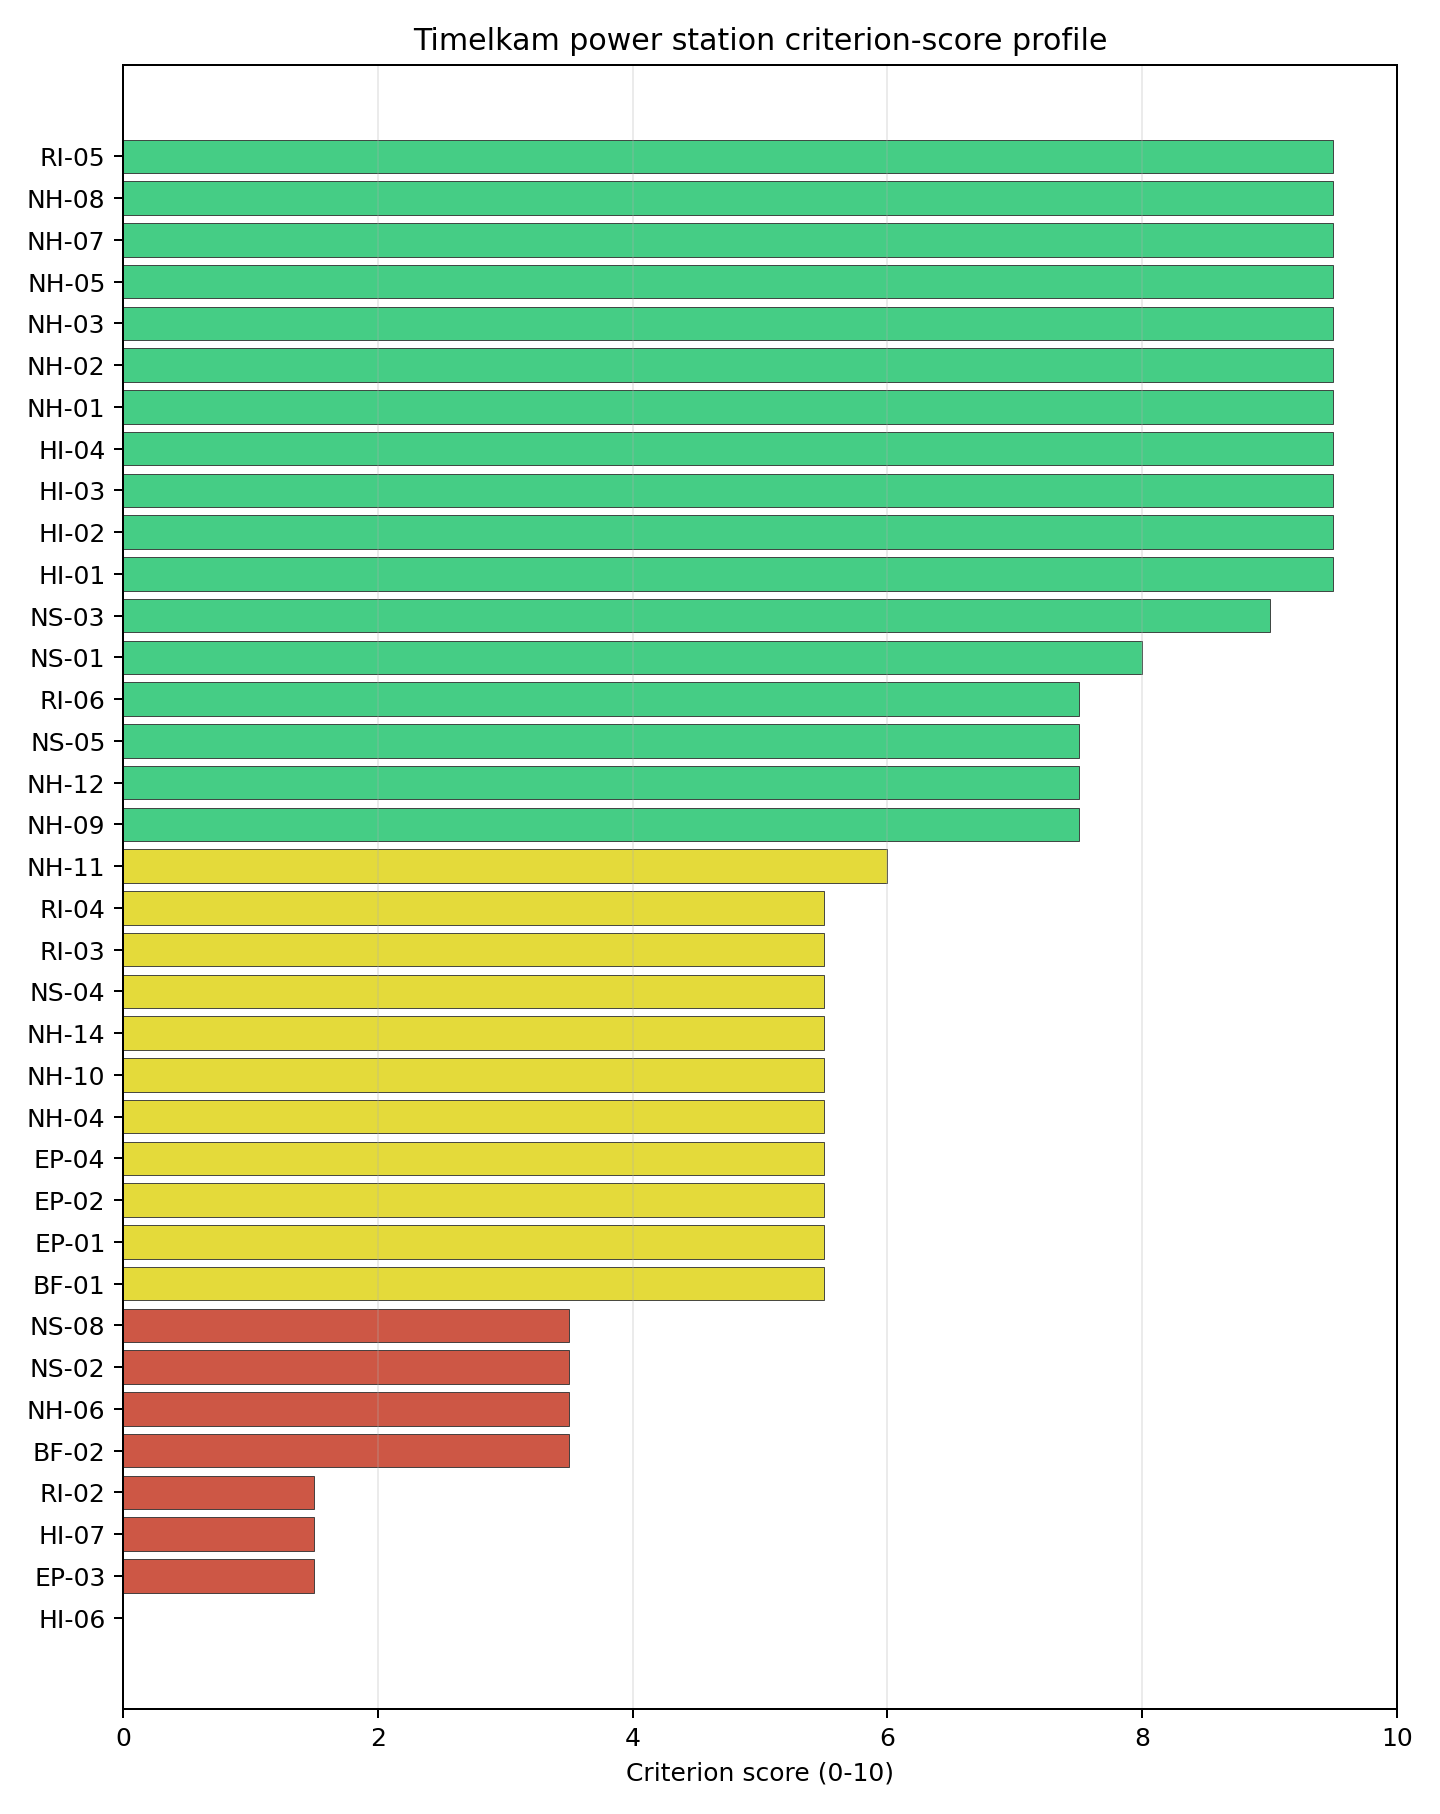 Timelkam power station criterion-score profile
RI-05
NH-08
NH-07
NH-05
NH-03
NH-02
NH-01
HI-04
HI-03
HI-02
HI-01
NS-03
NS-01
RI-06
NS-05
NH-12
NH-09
NH-11
RI-04
RI-03
NS-04
NH-14
NH-10
NH-04
EP-04
EP-02
EP-01
BF-01
NS-08
NS-02
NH-06
BF-02
RI-02
HI-07
EP-03
HI-06
0 2 4 6 8 10
Criterion score (0-10)